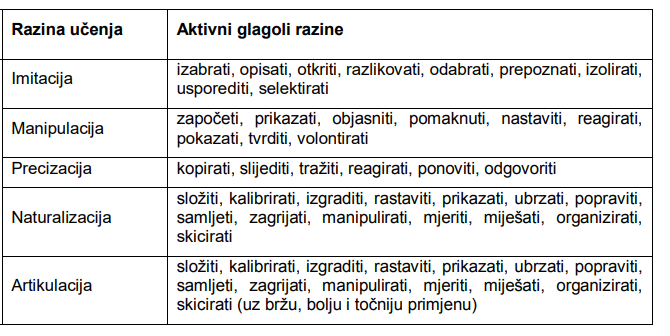 Razina učenja
Aktivni glagoli razine
Imitacija
izabrati, opisati, otkriti, razlikovati, odabrati, prepoznati, izolirati,
usporediti, selektirati
Manipulacija
započeti, prikazati, objasniti, pomaknuti, nastaviti, reagirati,
pokazati, tvrditi, volontirati
Precizacija
kopirati, slijediti, tražiti, reagirati, ponoviti, odgovoriti
Naturalizacija
složiti, kalibrirati, izgraditi, rastaviti, prikazati, ubrzati, popraviti,
samljeti, zagrijati, manipulirati, mjeriti, miješati, organizirati,
skicirati
Artikulacija
složiti, kalibrirati, izgraditi, rastaviti, prikazati, ubrzati, popraviti,
samljeti, zagrijati, manipulirati, mjeriti, miješati, organizirati,
skicirati (uz bržu, bolju i točniju primjenu)